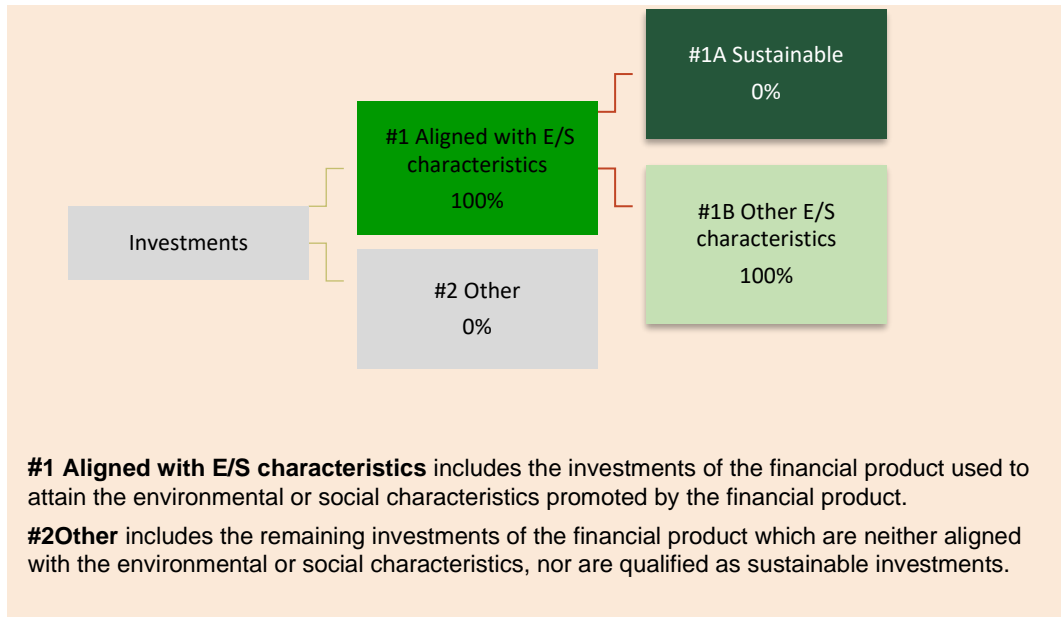 #1A Sustainable
0%
#1 Aligned with E/S
characteristics
100%
#1B Other E/S
characteristics
100%
Investments
#2 Other
0%
#1 Aligned with E/S characteristics includes the investments of the financial product used to
attain the environmental or social characteristics promoted by the financial product.
#2Other includes the remaining investments of the financial product which are neither aligned
with the environmental or social characteristics, nor are qualified as sustainable investments.